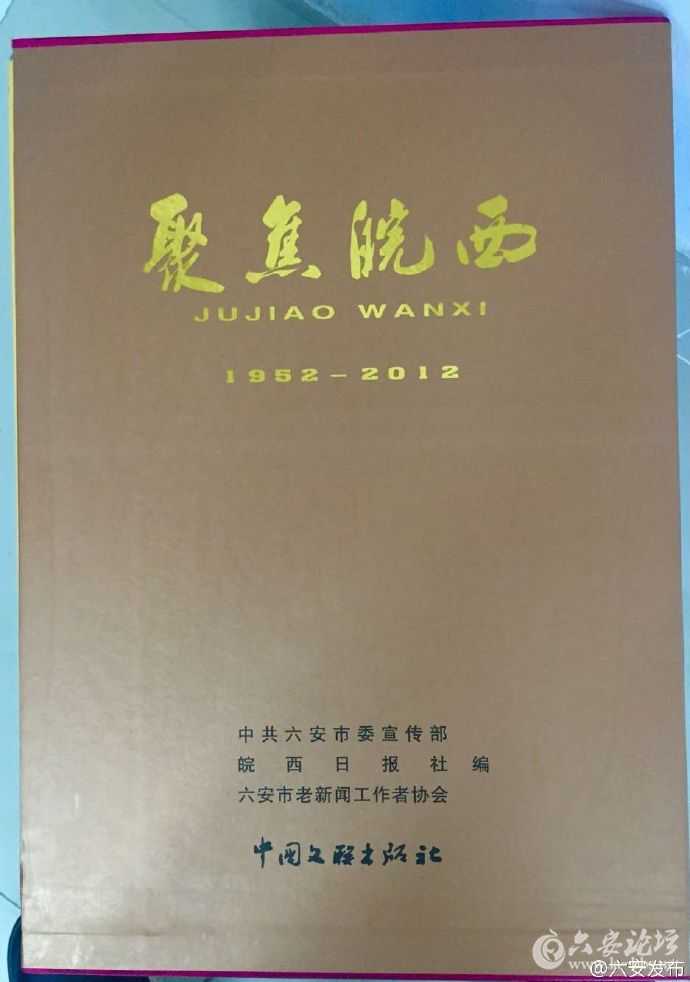 聚焦皖西
JUJIAO WANXI
1952-2012
中共六安市委宣传部
皖西日报社 编
六安市老新闻工作者协会
中国文联出版社
六安论坛
@六安发布